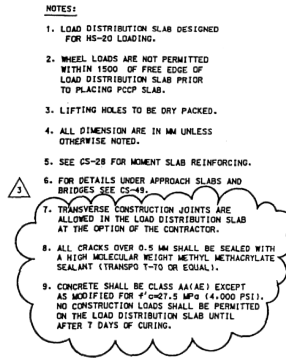 NOTES:
1. LOAD DISTRIBUTION SLAB DESIGNED
FOR HS-20 LOADING.
2. WHEEL LOADS ARE NOT PERMITTED
WITHIN 1500 OF FREE EDGE OF
LOAD DISTRIBUTION SLAB PRIOR
TO PLACING PCCP SLAB.
3. LIFTING HOLES TO BE DRY PACKED.
4. ALL DIMENSION ARE IN MM UNLESS
OTHERWISE NOTED.
5. SEE CS-28 FOR MOMENT SLAB REINFORCING.
6. FOR DETAILS UNDER APPROACH SLABS AND
BRIDGES SEE CS-49.
3
7. TRANSVERSE CONSTRUCTION JOINTS ARE
ALLOWED IN THE LOAD DISTRIBUTION SLAB
AT THE OPTION OF THE CONTRACTOR.
8. ALL CRACKS OVER 0.5 MM SHALL BE SEALED WITH
A HIGH MOLECULAR WEIGHT METHYL METHACRYLATE
SEALANT (TRANSPO T-70 OR EQUAL).
9. CONCRETE SHALL BE CLASS AA(AE) EXCEPT
AS MODIFIED FOR f'c=27.5 MPa (4,000 PSI).
NO CONSTRUCTION LOADS SHALL BE PERMITTED
ON THE LOAD DISTRIBUTION SLAB UNTIL
AFTER 7 DAYS OF CURING.